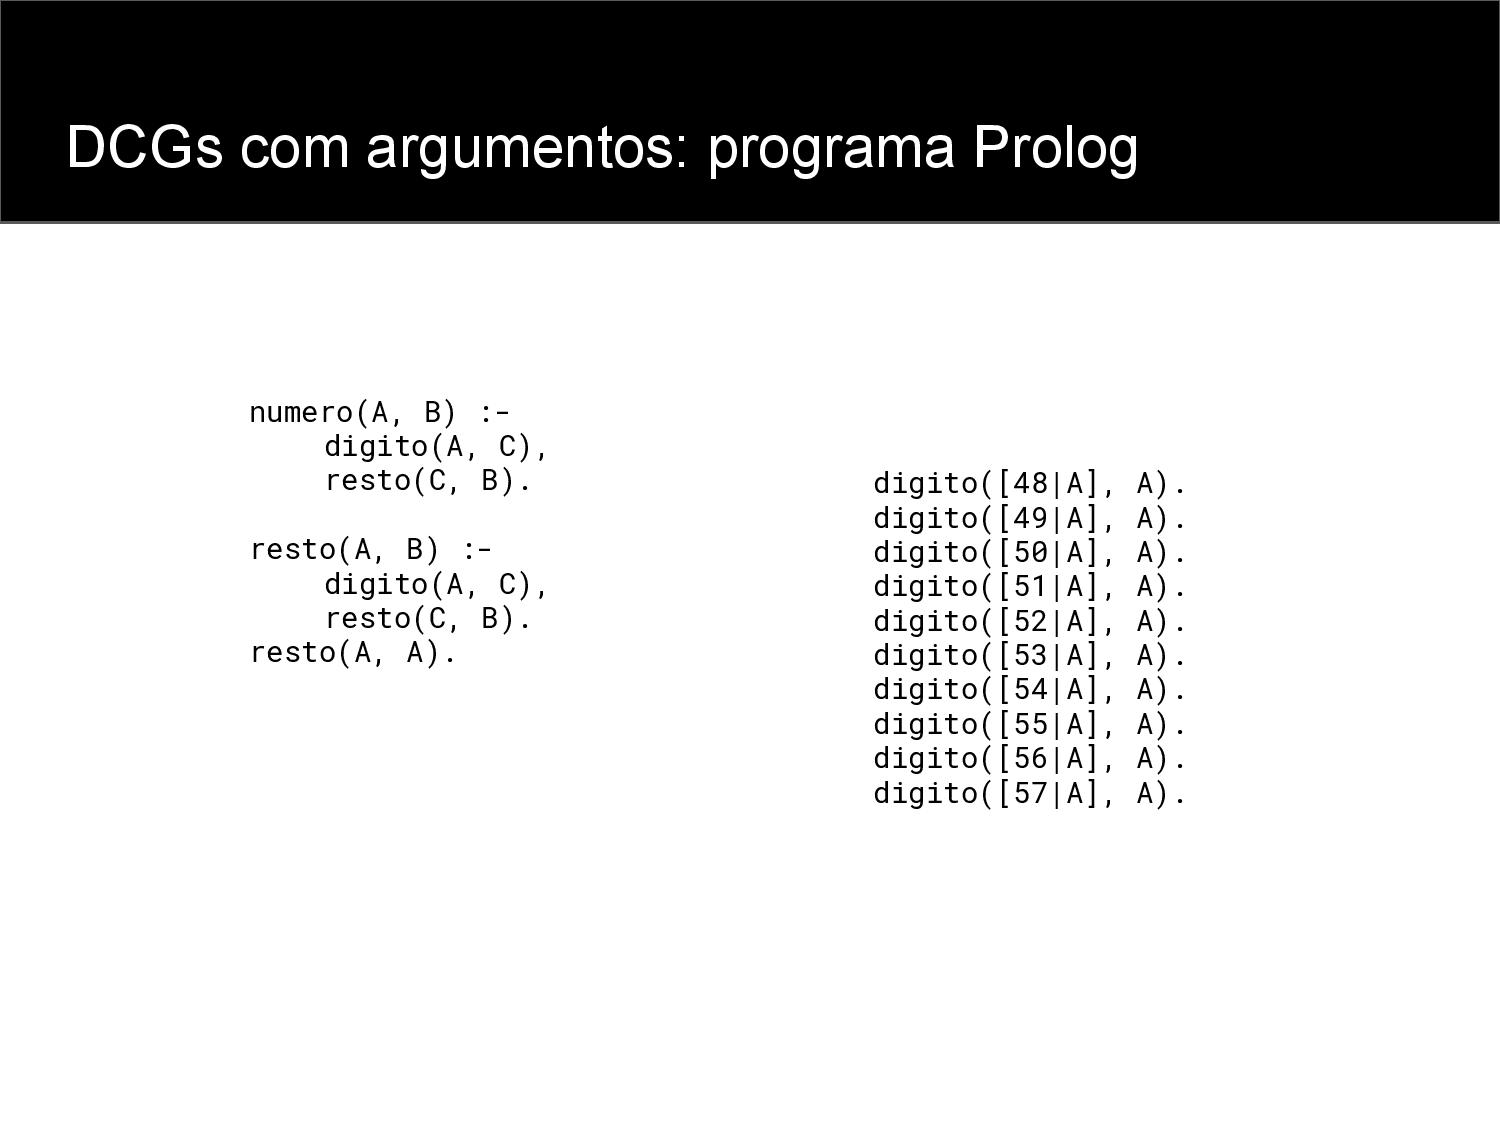 DCGs com argumentos: programa Prolog
numero(A, B) :-
digito(A, C),
resto(C, B).
resto(A, B) :-
digito(A, C),
resto(C, B).
resto(A, A).
digito([48|A], A).
digito([49|A], A).
digito([50|A], A).
digito([51|A], A).
digito([52|A], A).
digito([53|A], A).
digito([54|A], A).
digito([55|A], A).
digito([56|A], A).
digito([57|A], A).